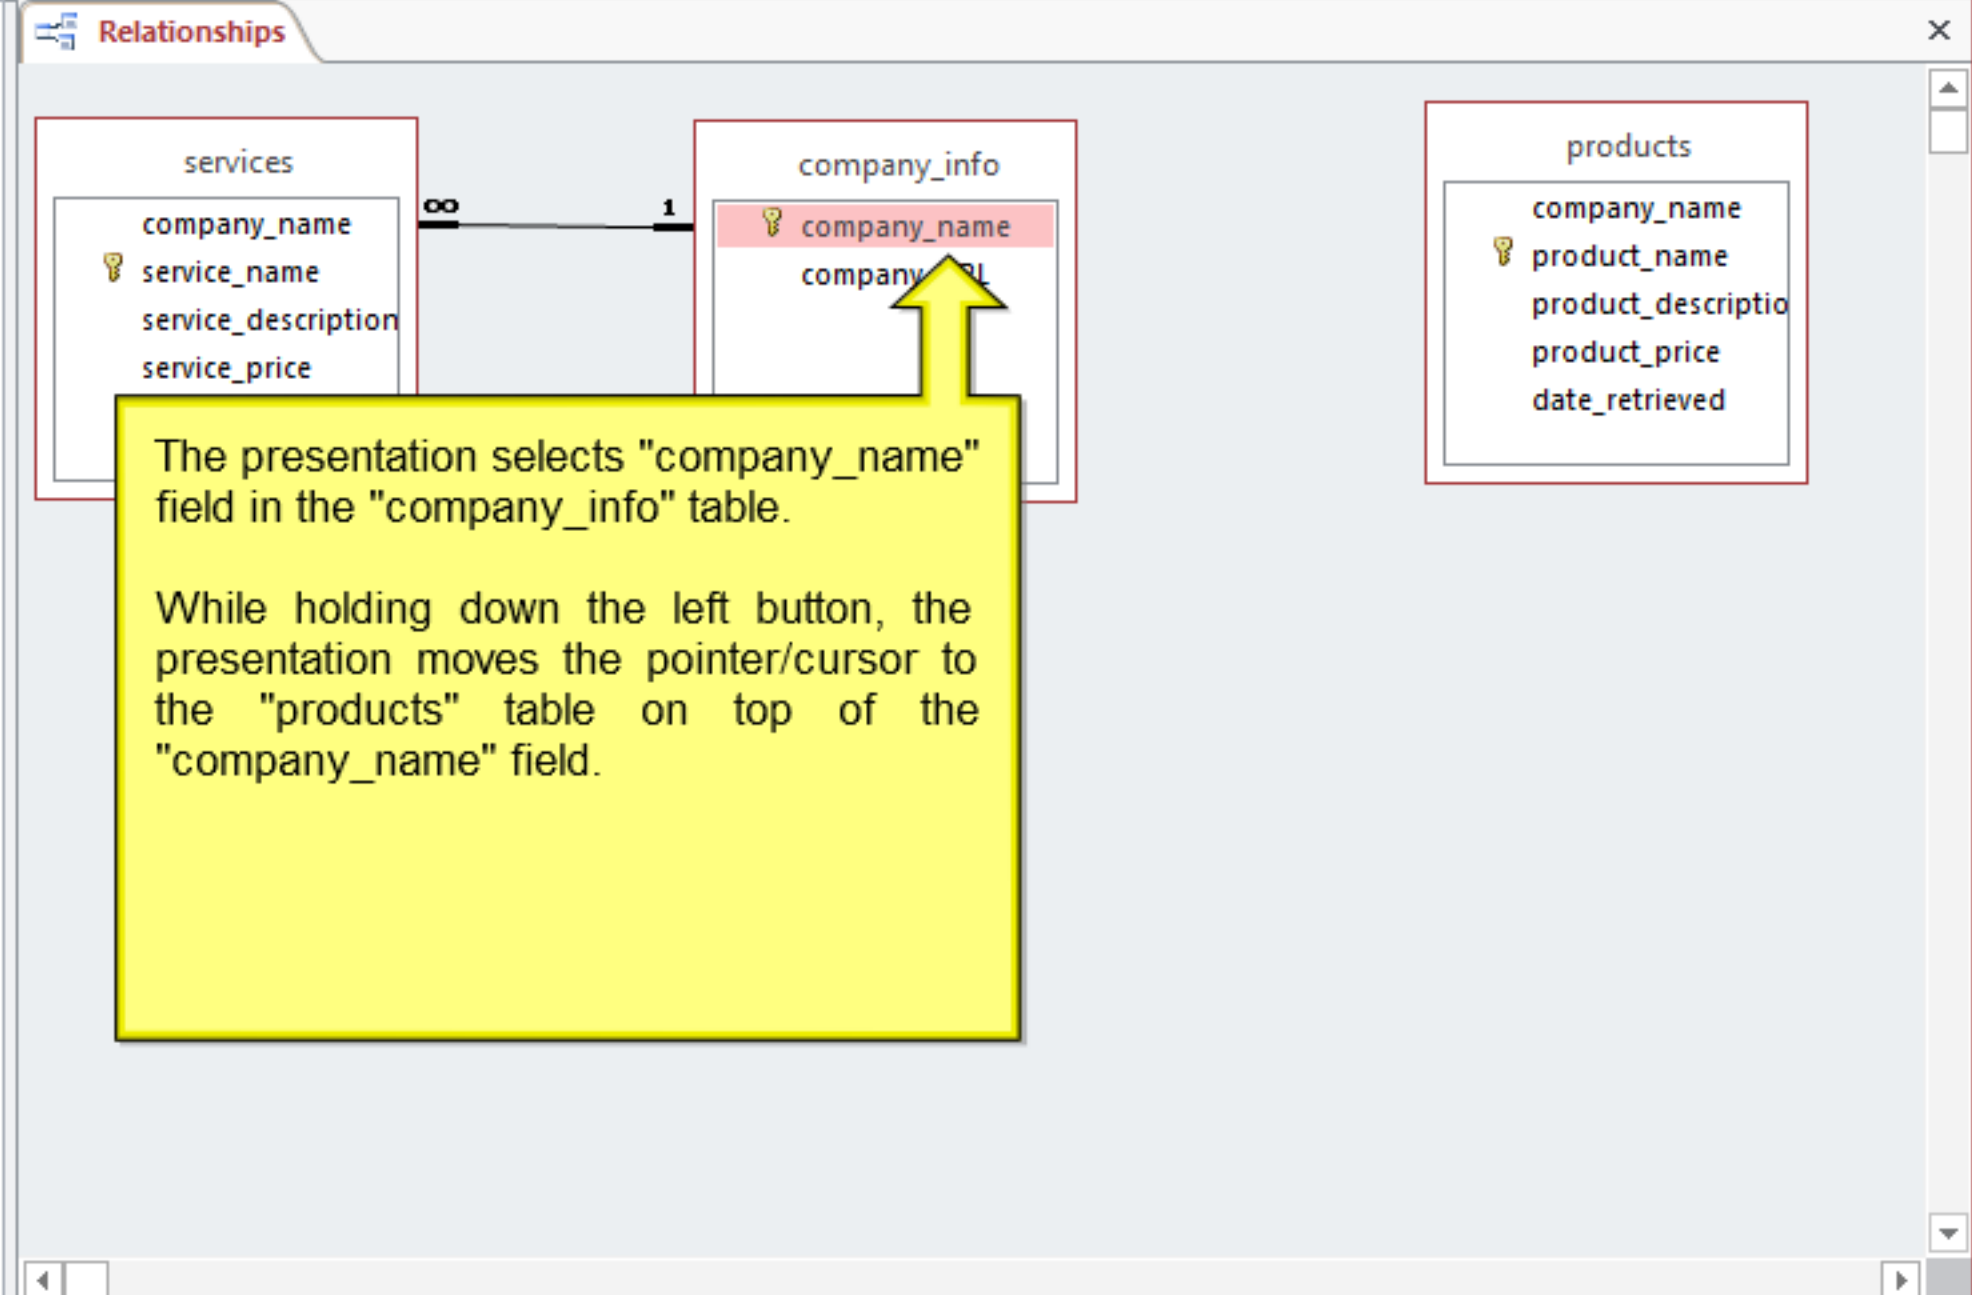 Relationships
services
company_name
service_name
service_description
service_price
∞
1
company_info
company_name
products
company_name
product_name
product_descriptio
product_price
date_retrieved
The presentation selects "company_name"
field in the "company_info" table.
While holding down the left button, the
presentation moves the pointer/cursor to
the "products" table on top of the
"company_name" field.